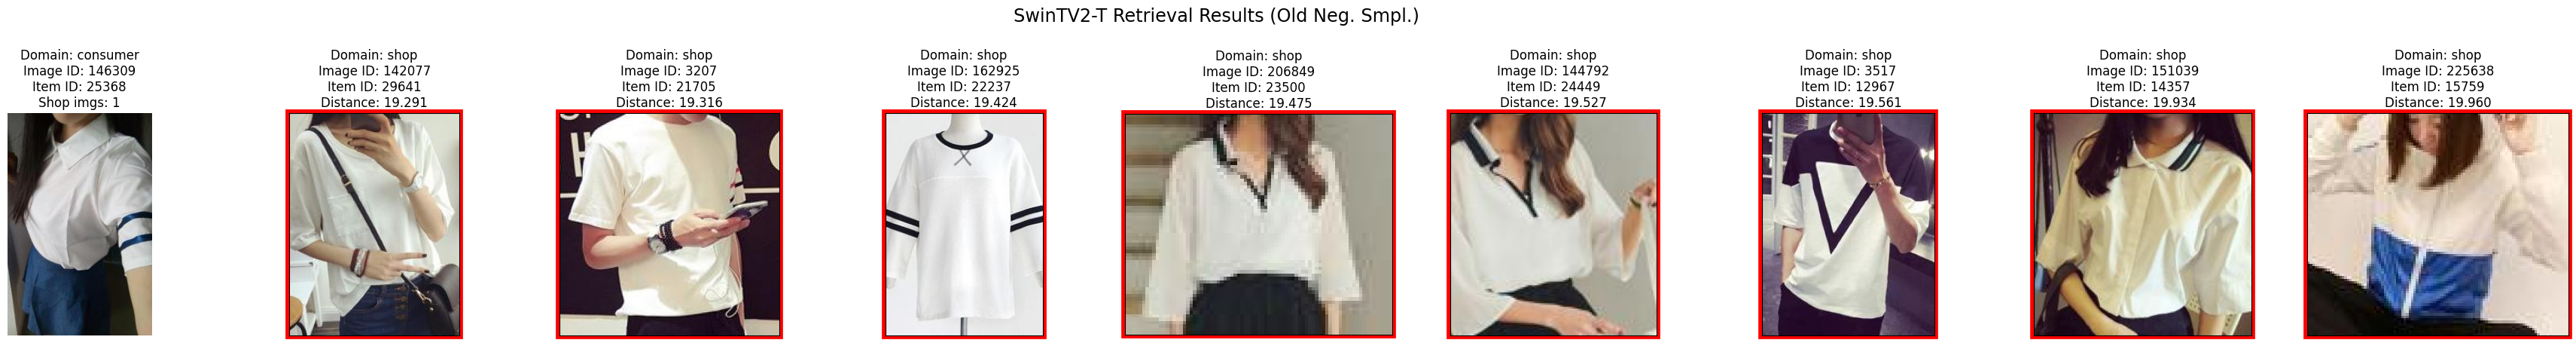 SwinTV2-T Retrieval Results (Old Neg. Smpl.)
Domain: consumer
Image ID: 146309
Item ID: 25368
Shop imgs: 1
Domain: shop
Image ID: 142077
Item ID: 29641
Distance: 19.291
Domain: shop
Image ID: 3207
Item ID: 21705
Distance: 19.316
Domain: shop
Image ID: 162925
Item ID: 22237
Distance: 19.424
Domain: shop
Image ID: 206849
Item ID: 23500
Distance: 19.475
Domain: shop
Image ID: 144792
Item ID: 24449
Distance: 19.527
Domain: shop
Image ID: 3517
Item ID: 12967
Distance: 19.561
Domain: shop
Image ID: 151039
Item ID: 14357
Distance: 19.934
Domain: shop
Image ID: 225638
Item ID: 15759
Distance: 19.960